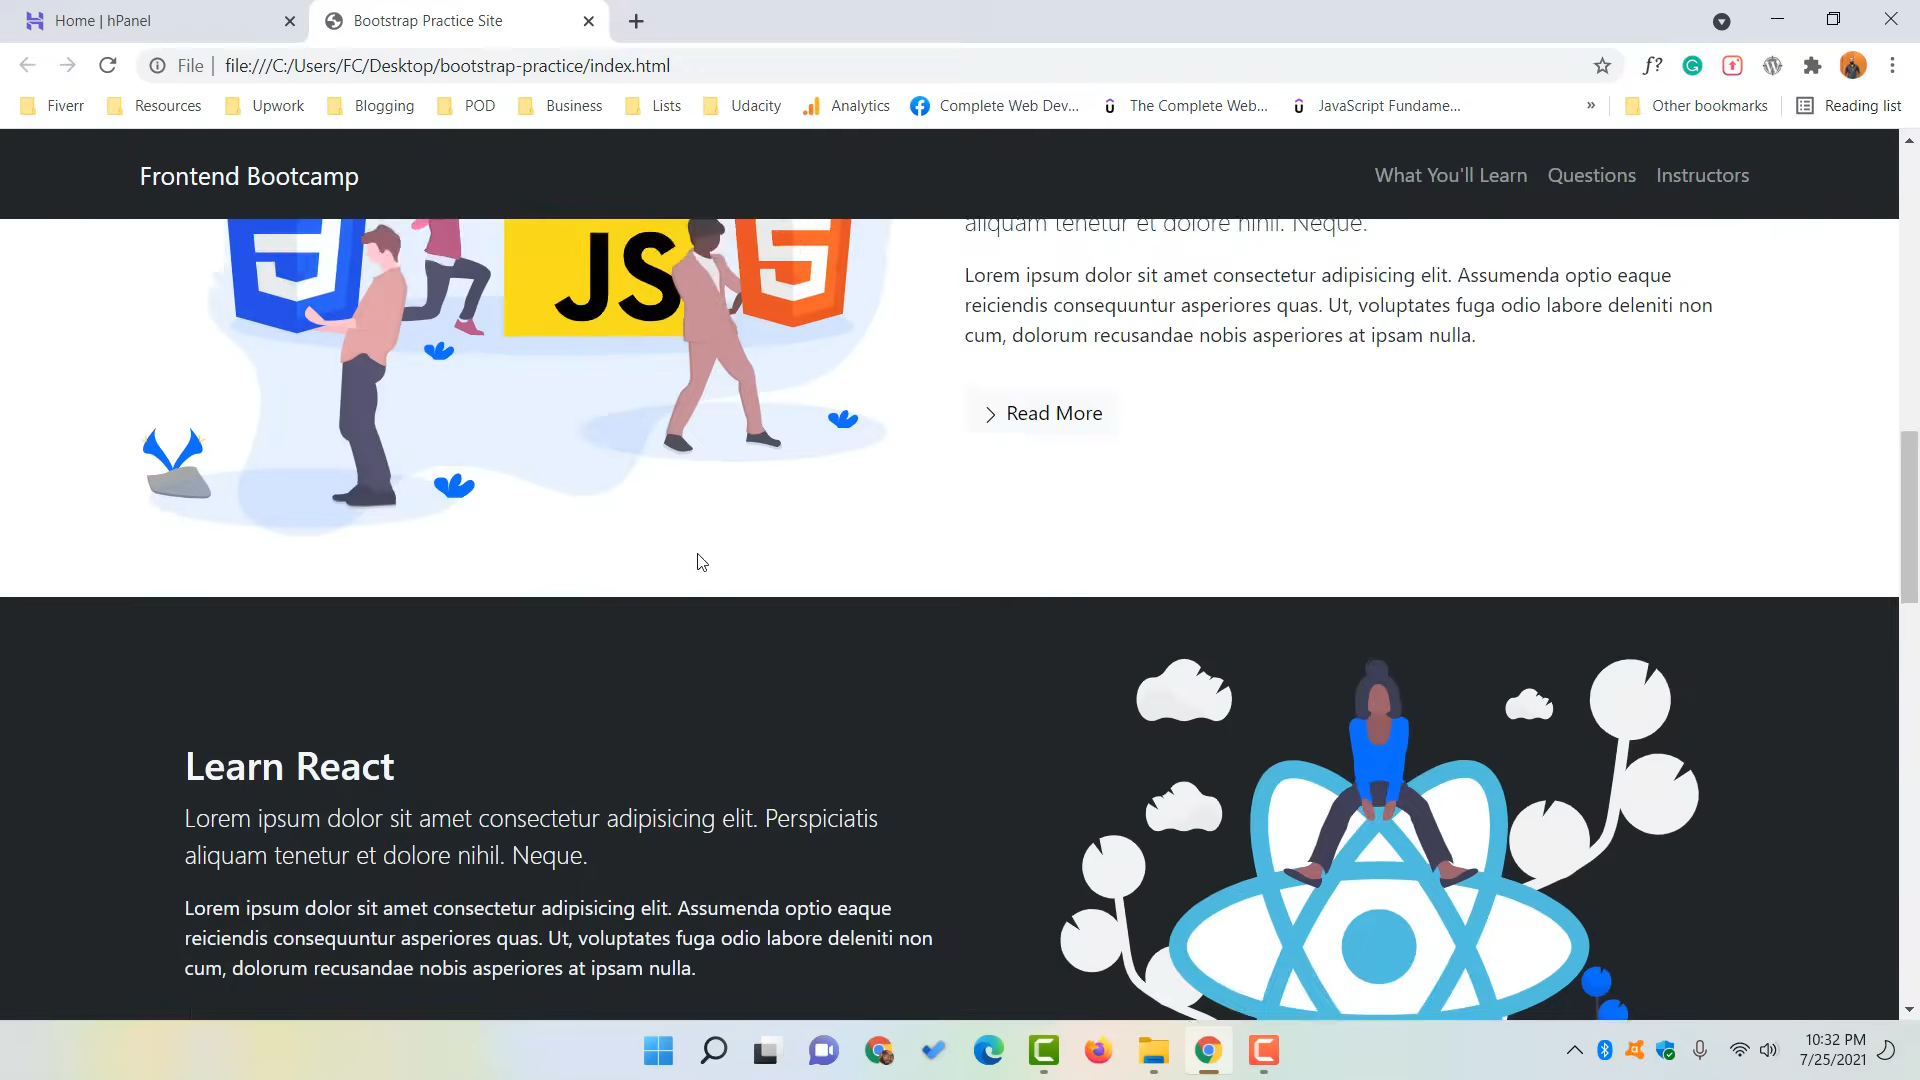 Home | hPanel
Bootstrap Practice Site
File
file:///C:/Users/FC/Desktop/bootstrap-practice/index.html
f?
Fiverr
Resources
Upwork
Blogging
POD
Business
Lists
Udacity
Analytics
Complete Web Dev...
The Complete Web...
JavaScript Fundame...
»
Other bookmarks
Reading list
Frontend Bootcamp
What You'll Learn
Questions
Instructors
JS
aliquam tenetur et dolore nihil. Neque.
Lorem ipsum dolor sit amet consectetur adipisicing elit. Assumenda optio eaque
reiciendis consequuntur asperiores quas. Ut, voluptates fuga odio labore deleniti non
cum, dolorum recusandae nobis asperiores at ipsam nulla.
Read More
Learn React
Lorem ipsum dolor sit amet consectetur adipisicing elit. Perspiciatis
aliquam tenetur et dolore nihil. Neque.
Lorem ipsum dolor sit amet consectetur adipisicing elit. Assumenda optio eaque
reiciendis consequuntur asperiores quas. Ut, voluptates fuga odio labore deleniti non
cum, dolorum recusandae nobis asperiores at ipsam nulla.
10:32 PM
7/25/2021